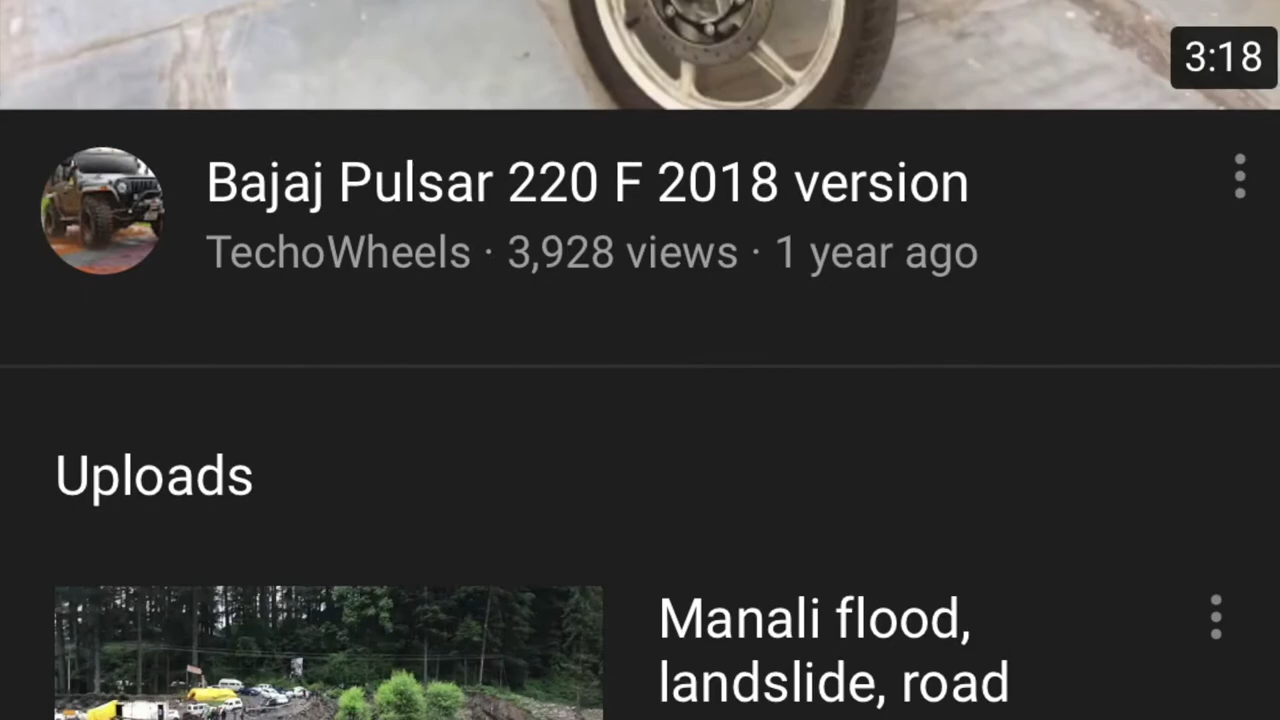 3:18
Bajaj Pulsar 220 F 2018 version
TechoWheels · 3,928 views · 1 year ago
Uploads
Manali flood,
landslide, road